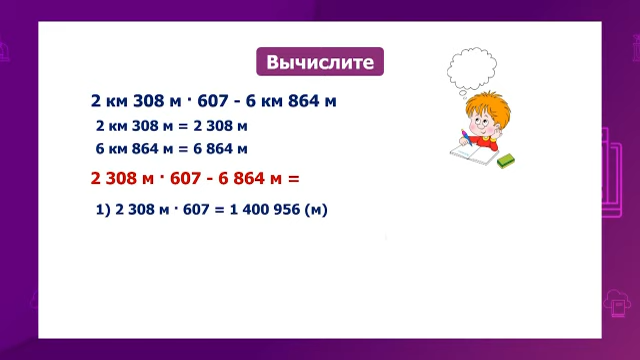 Вычислите
2 км 308 м · 607 - 6 км 864 м
2 км 308 м = 2 308 м
6 км 864 м = 6 864 м
2 308 м · 607 - 6 864 м =
1) 2 308 м · 607 = 1 400 956 (м)